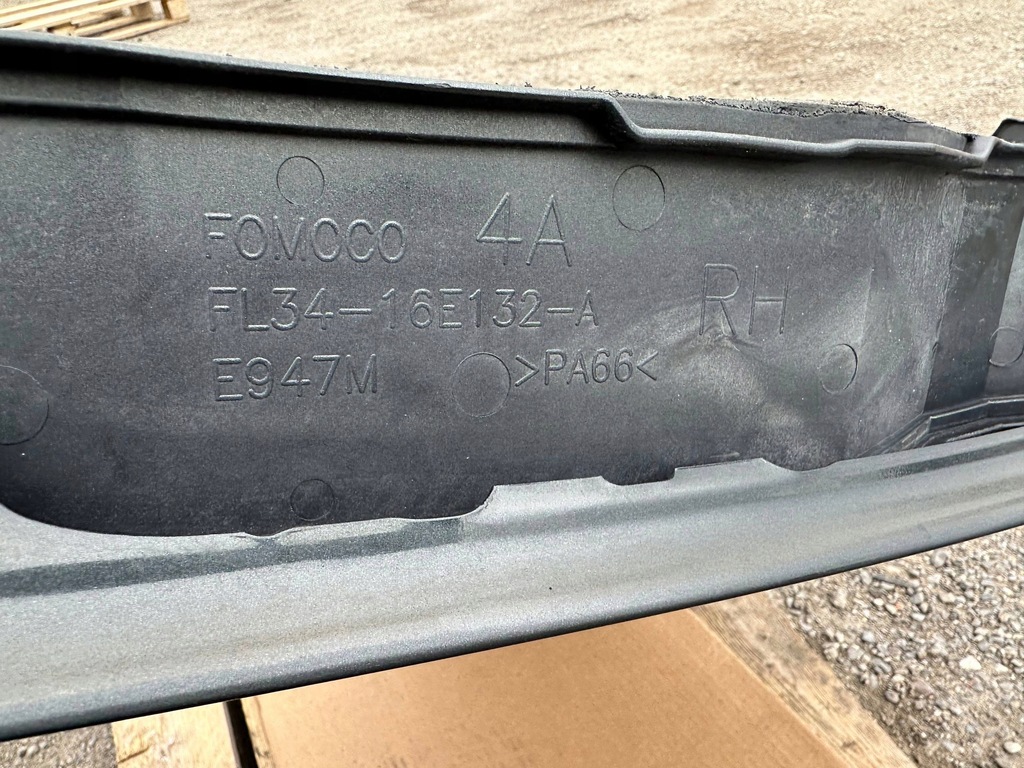 FOMOCO 4A
FL34-16E132-A RH
E947M >PA66<